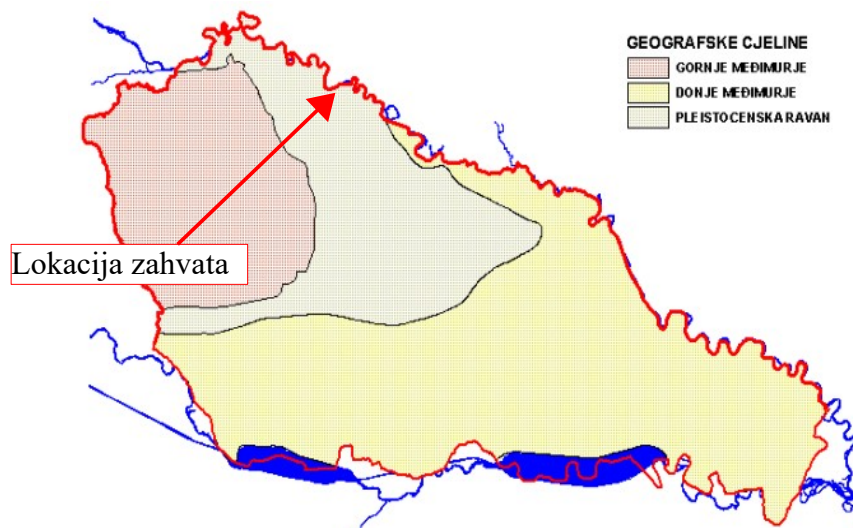 GEOGRAFSKE CJELINE
GORNJE MEĐIMURJE
DONJE MEĐIMURJE
PLEISTOCENSKA RAVAN
Lokacija zahvata